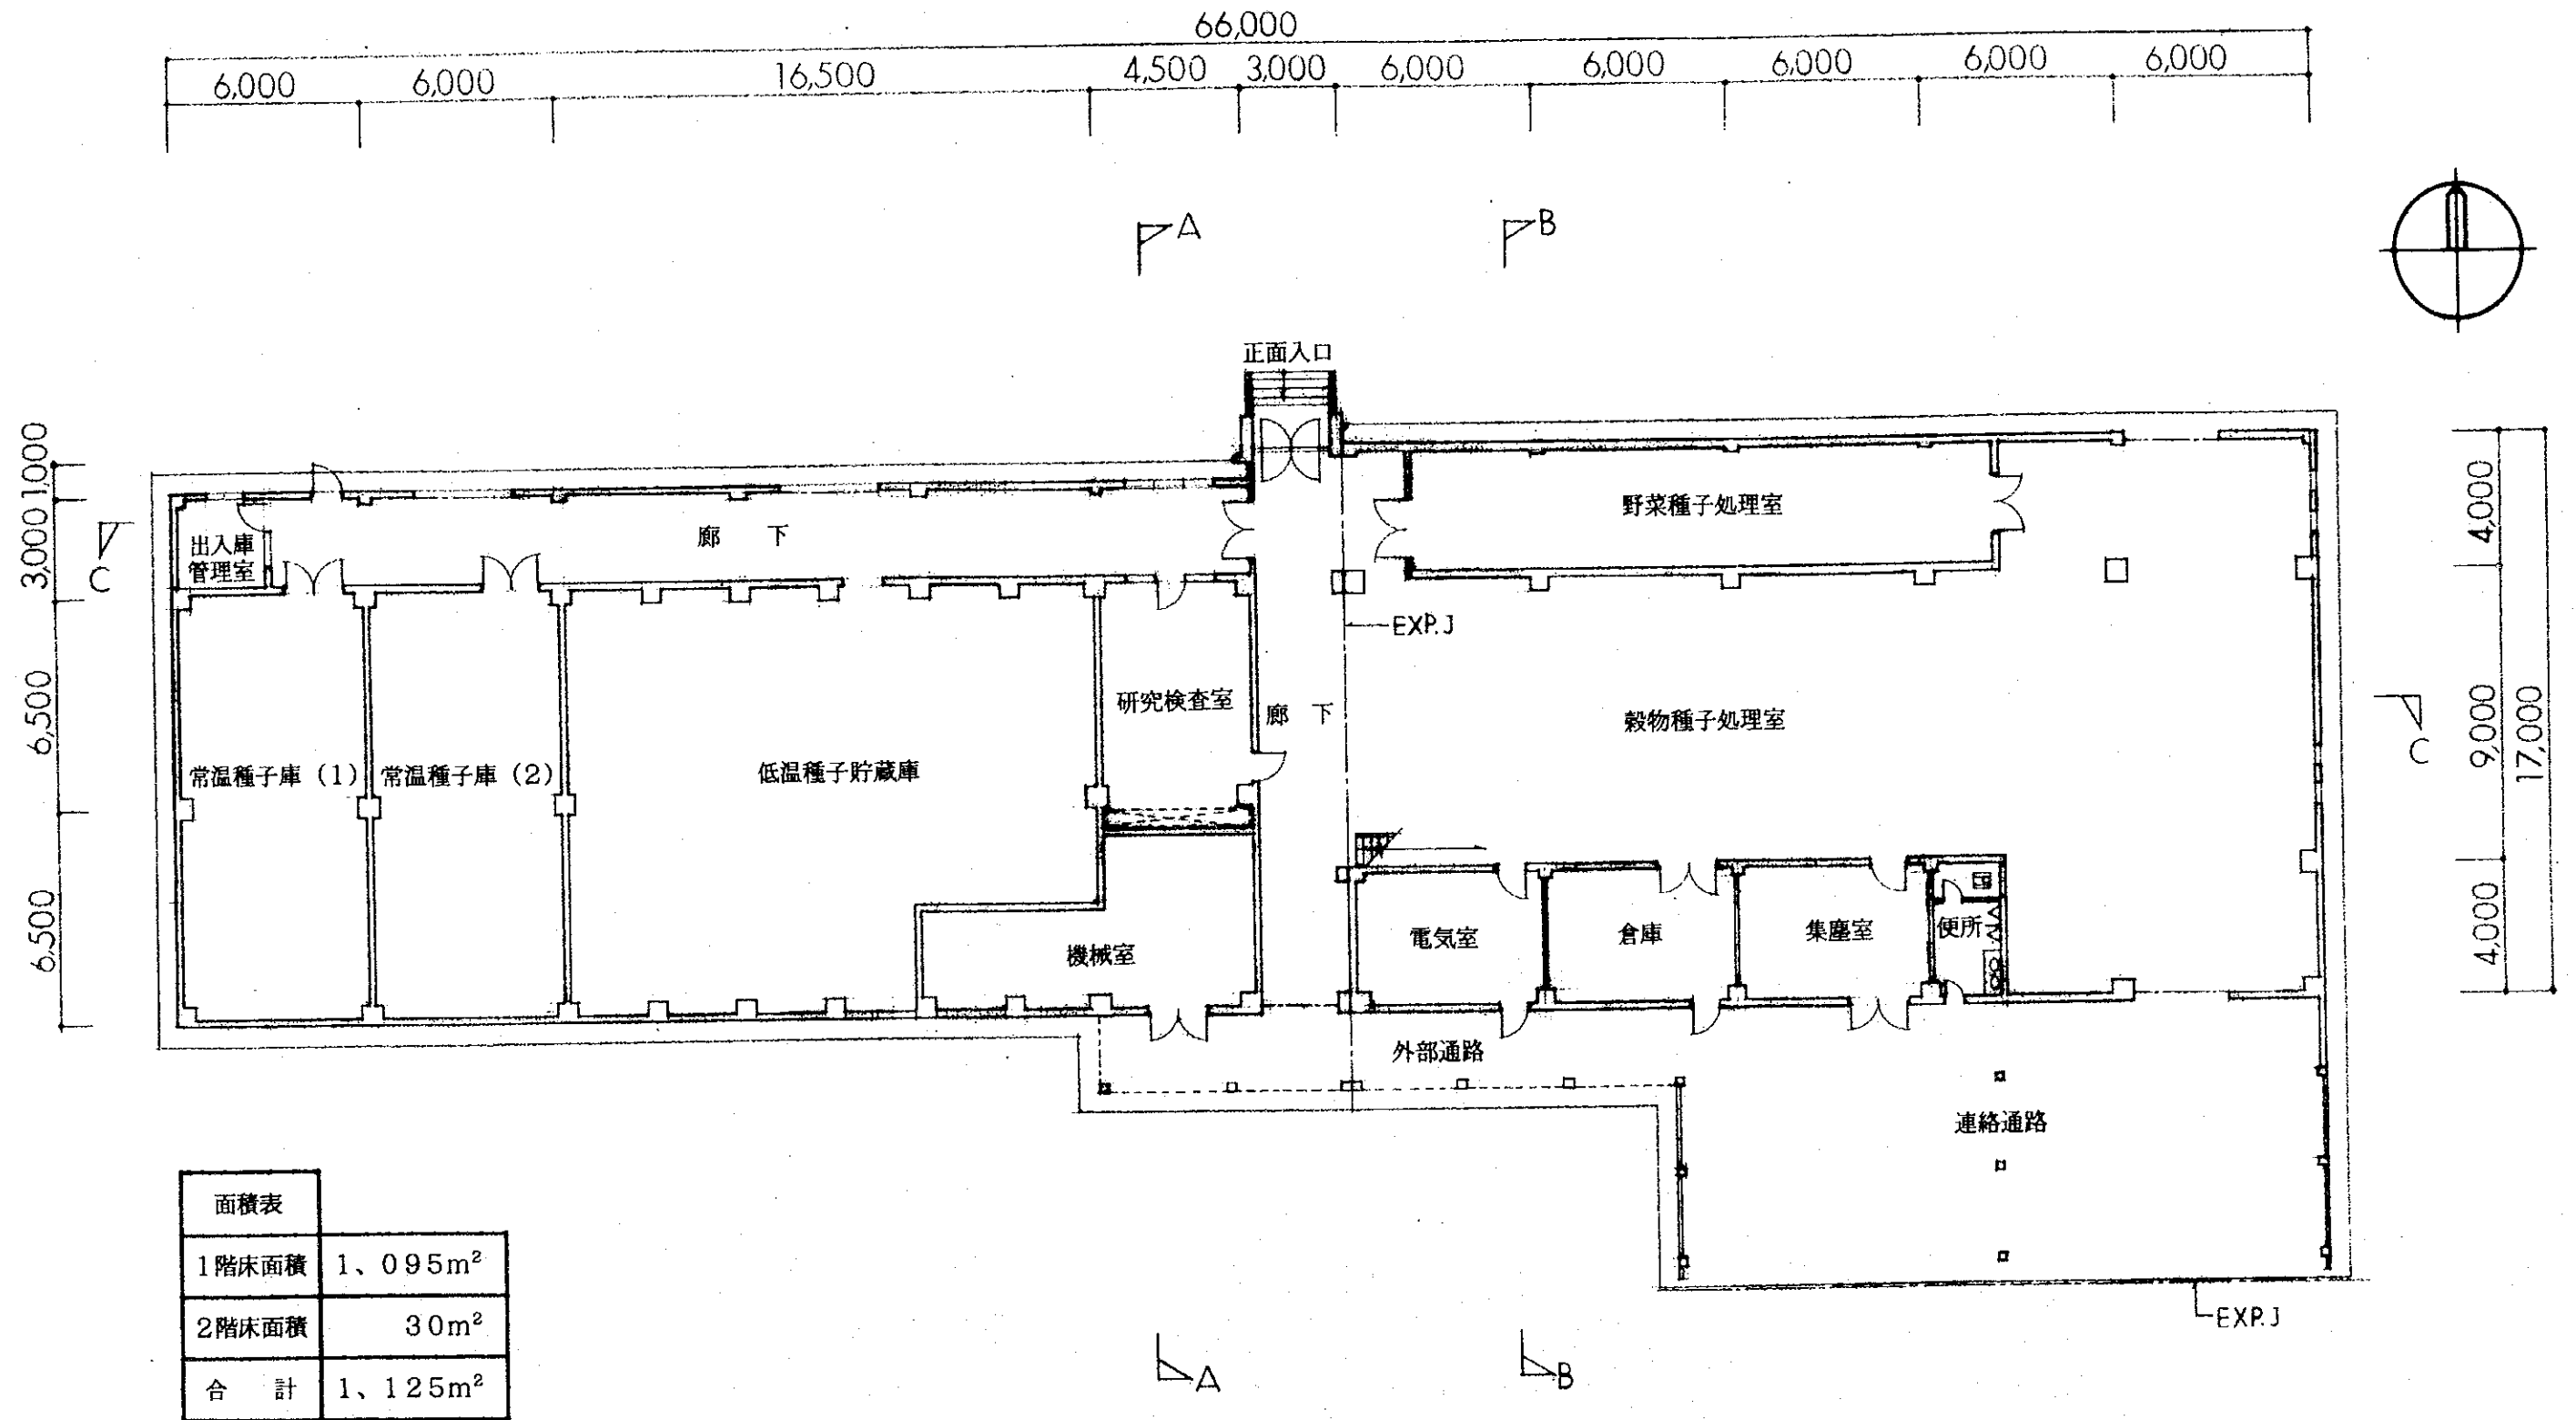 66,000
6,000 6,000 16,500 4,500 3,000 6,000 6,000 6,000 6,000 6,000
A B
正面入口
1,000
3,000
6,500
6,500
4,000
9,000
4,000
17,000
C
出入庫
管理室
廊 下
野菜種子処理室
EXP.J
研究検査室
廊 下
穀物種子処理室
C
常温種子庫（1）
常温種子庫（2）
低温種子貯蔵庫
機械室
電気室
倉庫
集塵室
便所
外部通路
連絡通路
EXP.J
A B
面積表
1階床面積 1、095m²
2階床面積 30m²
合 計 1、125m²